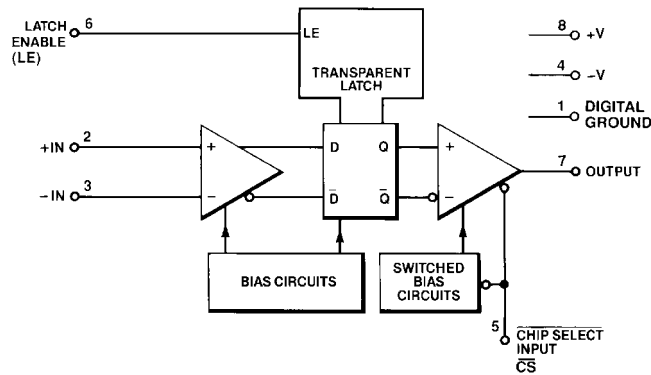 LATCH
ENABLE
(LE)
6
LE
TRANSPARENT
LATCH
8
+V
4
−V
1
DIGITAL
GROUND
+IN
2
−IN
3
+
−
D
Q
D̅
Q̅
+
−
7
OUTPUT
BIAS CIRCUITS
SWITCHED
BIAS
CIRCUITS
5
CHIP SELECT
INPUT
CS